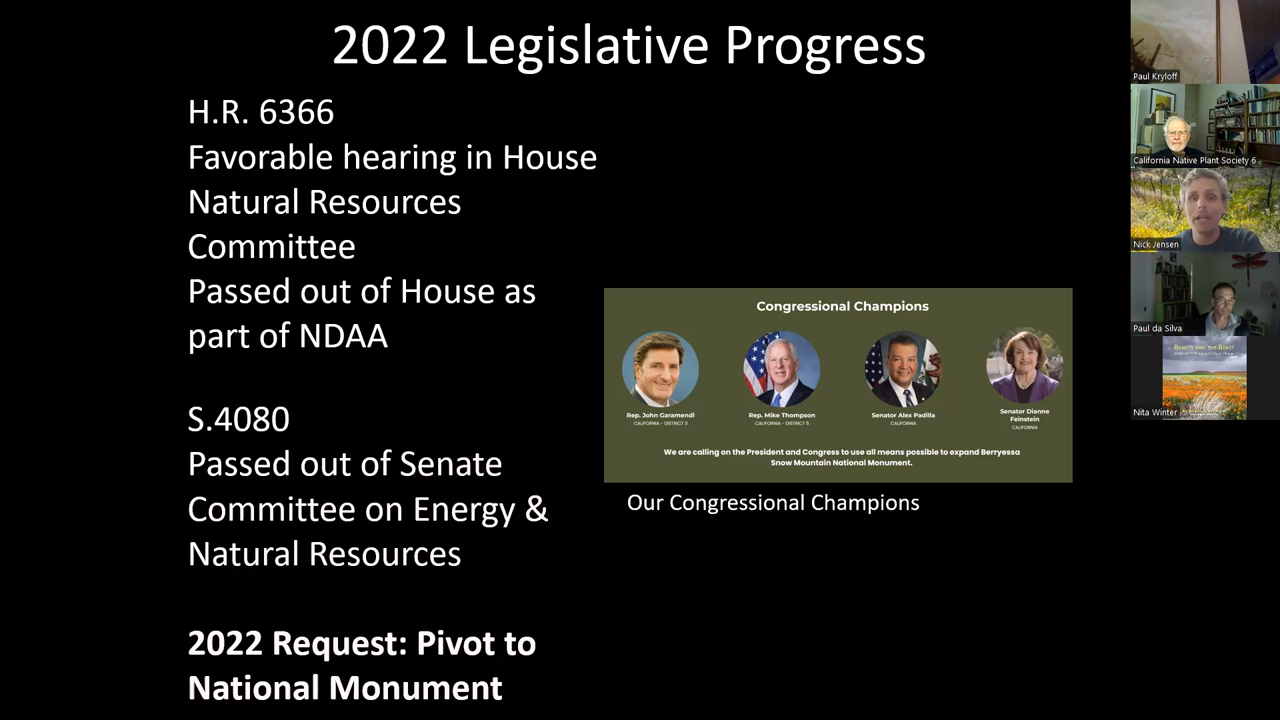 2022 Legislative Progress
H.R. 6366
Favorable hearing in House
Natural Resources
Committee
Passed out of House as
part of NDAA
S.4080
Passed out of Senate
Committee on Energy &
Natural Resources
2022 Request: Pivot to
National Monument
Congressional Champions
Rep. John Garamendi
CALIFORNIA - DISTRICT 3
Rep. Mike Thompson
CALIFORNIA - DISTRICT 5
Senator Alex Padilla
CALIFORNIA
Senator Dianne
Feinstein
CALIFORNIA
We are calling on the President and Congress to use all means possible to expand Berryessa
Snow Mountain National Monument.
Our Congressional Champions
Paul Kryloff
California Native Plant Society 6
Nick Jensen
Paul da Silva
BEAUTY AND THE BEAST
Nita Winter